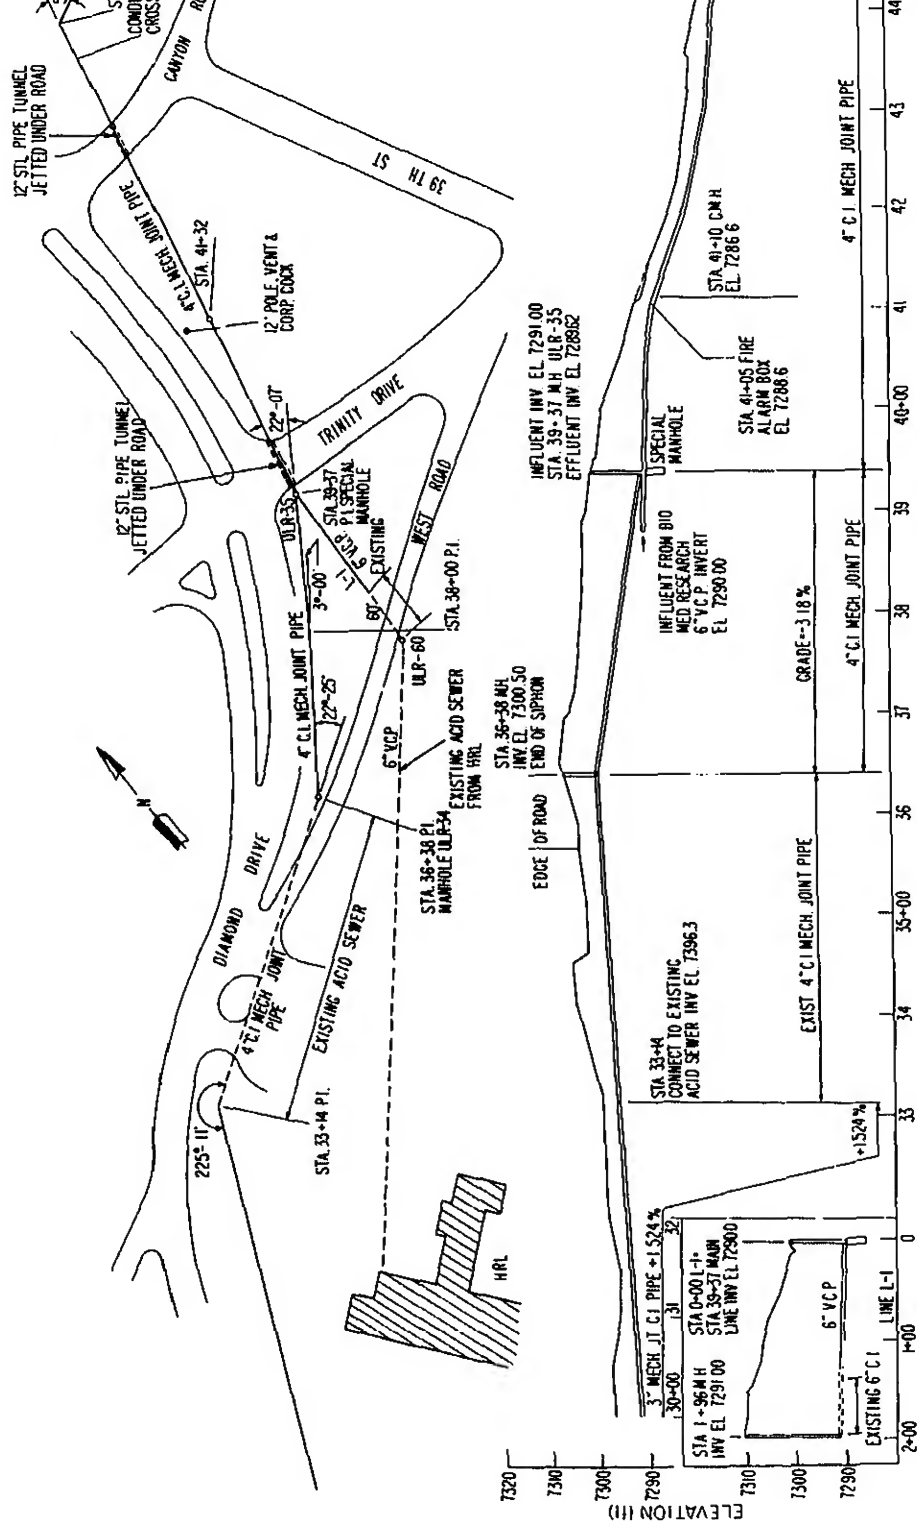 12" STL PIPE TUNNEL
JETTED UNDER ROAD
COND
CROSS
CANYON RO
39 TH ST
4" C.I. MECH. JOINT PIPE
STA. 41+32
12' POLE, VENT &
CORP. COCK
12" STL PIPE TUNNEL
JETTED UNDER ROAD
22°-07'
TRINITY DRIVE
ULR-35
STA. 39+37
P.I. SPECIAL
MANHOLE
6" VCP
L-1
EXISTING
WEST ROAD
3°-00'
60'
STA. 38+00 P.I.
ULR-60
4" C.I. MECH. JOINT PIPE
22°-25'
6" VCP
EXISTING ACID SEWER
FROM HRL
N
STA. 36+38 P.I.
MANHOLE ULR-34
DIAMOND DRIVE
4" C.I. MECH JOINT
PIPE
EXISTING ACID SEWER
STA. 33+14 P.I.
225°-11'
HRL
INFLUENT INV. EL 7291.00
STA. 39+37 M.H. ULR-35
EFFLUENT INV. EL 7289.62
STA. 41+10 C.M.H.
EL. 7286.6
STA. 41+05 FIRE
ALARM BOX
EL 7288.6
SPECIAL
MANHOLE
INFLUENT FROM BIO
MED RESEARCH
6" V.C.P. INVERT
EL 7290.00
4" C.I. MECH JOINT PIPE
GRADE=-3.18%
4" C.I. MECH. JOINT PIPE
STA. 36+38 M.H.
INV. EL 7300.50
END OF SIPHON
EDGE OF ROAD
EXIST 4" C.I. MECH. JOINT PIPE
STA 33+14
CONNECT TO EXISTING
ACID SEWER INV EL. 7396.3
+1.524%
3" MECH JT C.I. PIPE +1.524%
30+00 31 32
33 34 35+00 36 37 38 39 40+00 41 42 43 44
STA 1+96 M H
INV EL 7291.00
STA 0+00 L-1=
STA 39+37 MAIN
LINE INV EL 7290.0
6" VCP
EXISTING 6" C.I
LINE L-1
2+00 1+00 0
7320
7310
7300
7290
7310
7300
7290
ELEVATION (ft)